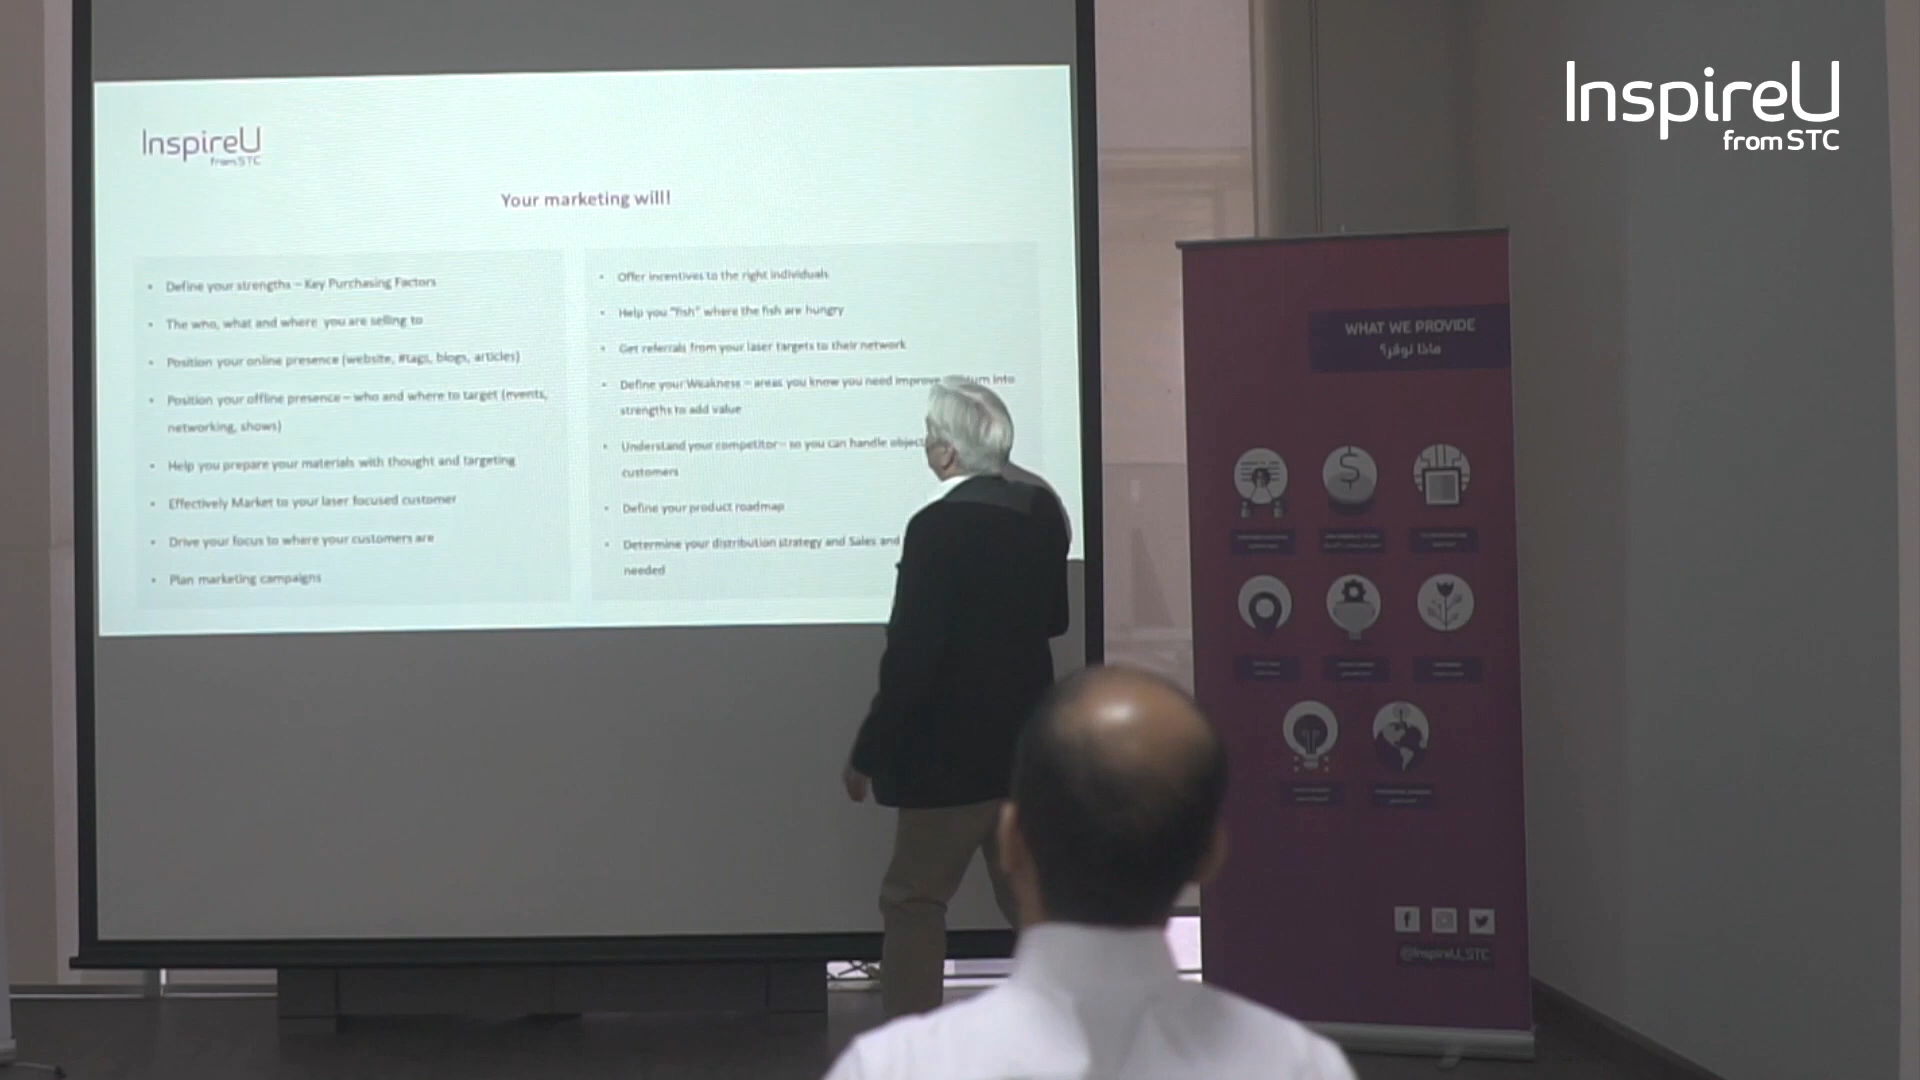 InspireU
from STC
InspireU
from STC
Your marketing will!
• Define your strengths – Key Purchasing Factors
• The who, what and where you are selling to
• Position your online presence (website, #tags, blogs, articles)
• Position your offline presence – who and where to target (events,
networking, shows)
• Help you prepare your materials with thought and targeting
• Effectively Market to your laser focused customer
• Drive your focus to where your customers are
• Plan marketing campaigns
• Offer incentives to the right individuals
• Help you "fish" where the fish are hungry
• Get referrals from your laser targets to their network
• Define your Weakness – areas you know you need improve turn into
strengths to add value
• Understand your competitor – so you can handle
customers
• Define your product roadmap
• Determine your distribution strategy and Sales and
needed
WHAT WE PROVIDE
ماذا نوفر؟
@InspireU_STC